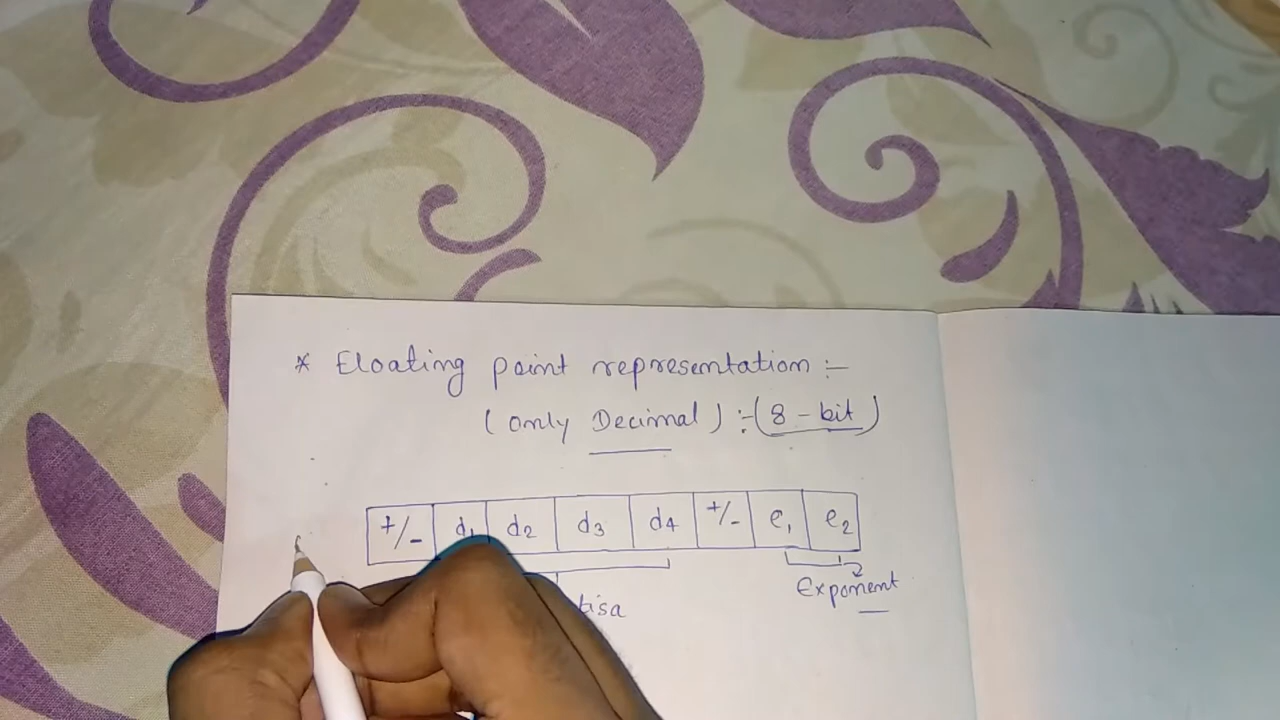 * Floating point representation :-
(only Decimal) :- (8 - bit)
+/- d1 d2 d3 d4 +/- e1 e2
Exponent